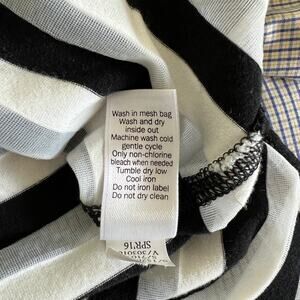 Wash in mesh bag
Wash and dry
inside out
Machine wash cold
gentle cycle
Only non-chlorine
bleach when needed
Tumble dry low
Cool iron
Do not iron label
Do not dry clean
SPR16